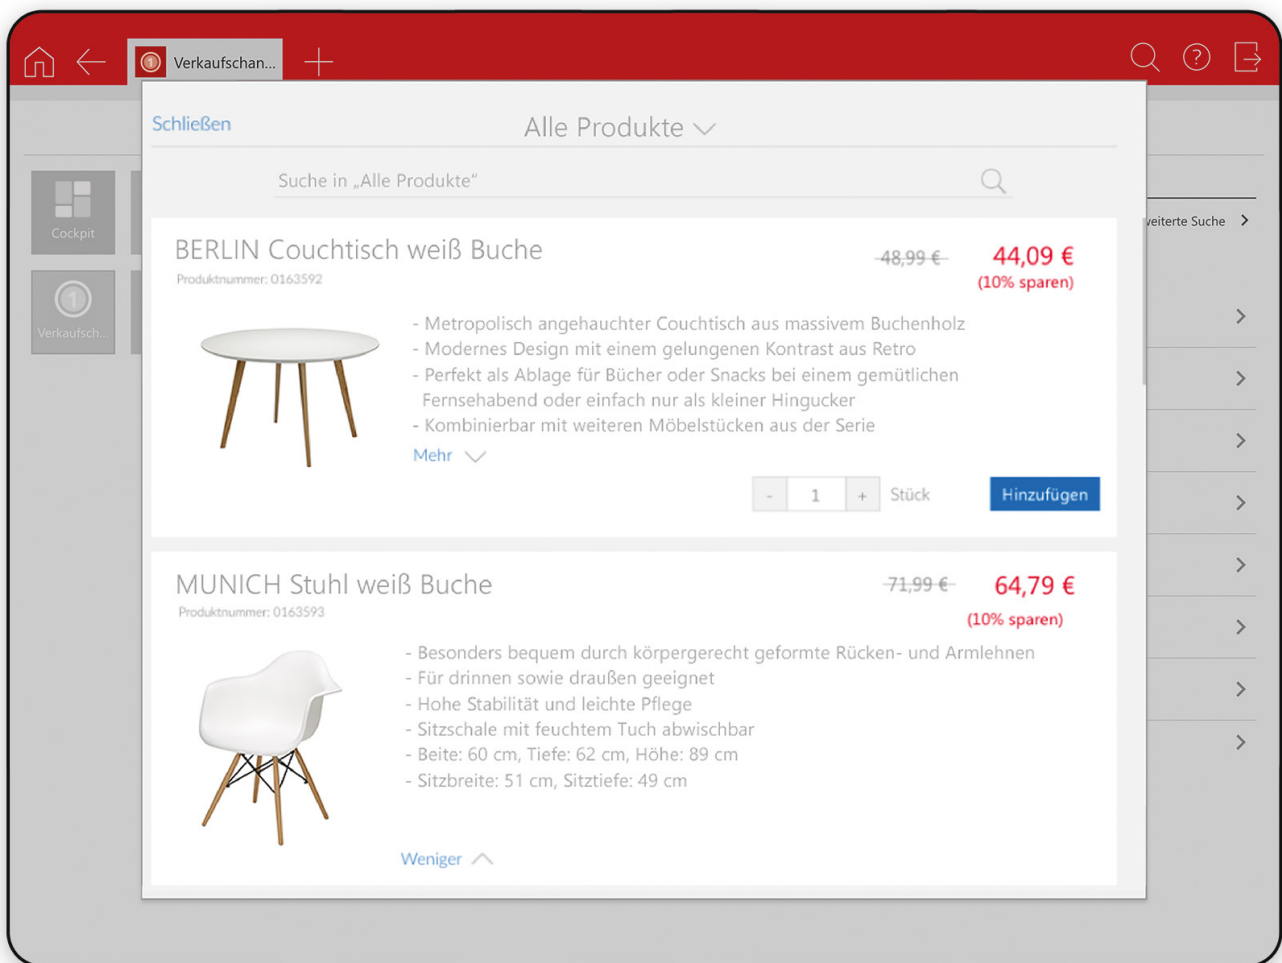 Verkaufschan...
Schließen
Alle Produkte
Suche in „Alle Produkte“
Cockpit
Verkaufsch...
weiterte Suche
BERLIN Couchtisch weiß Buche
48,99 €
44,09 €
Produktnummer: 0163592
(10% sparen)
- Metropolisch angehauchter Couchtisch aus massivem Buchenholz
- Modernes Design mit einem gelungenen Kontrast aus Retro
- Perfekt als Ablage für Bücher oder Snacks bei einem gemütlichen
Fernsehabend oder einfach nur als kleiner Hingucker
- Kombinierbar mit weiteren Möbelstücken aus der Serie
Mehr
- 1 + Stück
Hinzufügen
MUNICH Stuhl weiß Buche
71,99 €
64,79 €
Produktnummer: 0163593
(10% sparen)
- Besonders bequem durch körpergerecht geformte Rücken- und Armlehnen
- Für drinnen sowie draußen geeignet
- Hohe Stabilität und leichte Pflege
- Sitzschale mit feuchtem Tuch abwischbar
- Beite: 60 cm, Tiefe: 62 cm, Höhe: 89 cm
- Sitzbreite: 51 cm, Sitztiefe: 49 cm
Weniger